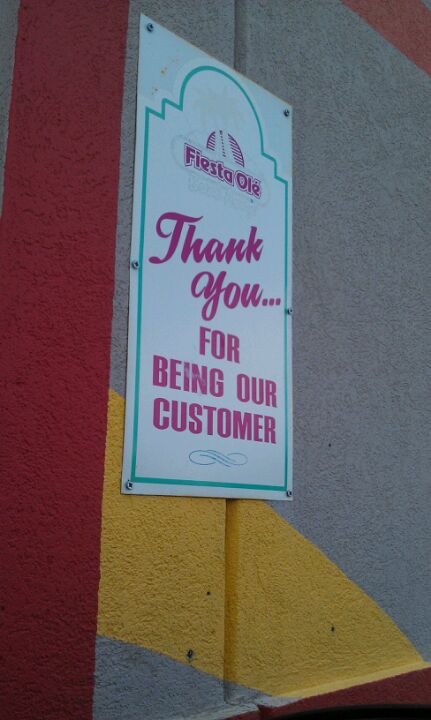 Fiesta Olé
Thank
You...
FOR
BEING OUR
CUSTOMER